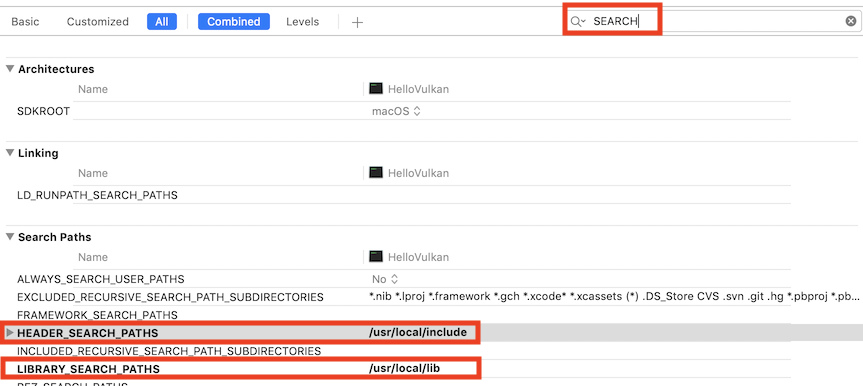 Basic Customized All Combined Levels + SEARCH
Architectures
Name HelloVulkan
SDKROOT macOS
Linking
Name HelloVulkan
LD_RUNPATH_SEARCH_PATHS
Search Paths
Name HelloVulkan
ALWAYS_SEARCH_USER_PATHS No
EXCLUDED_RECURSIVE_SEARCH_PATH_SUBDIRECTORIES *.nib *.lproj *.framework *.gch *.xcode* *.xcassets (*) .DS_Store CVS .svn .git .hg *.pbproj *.pb...
FRAMEWORK_SEARCH_PATHS
HEADER_SEARCH_PATHS /usr/local/include
INCLUDED_RECURSIVE_SEARCH_PATH_SUBDIRECTORIES
LIBRARY_SEARCH_PATHS /usr/local/lib
REZ_SEARCH_PATHS